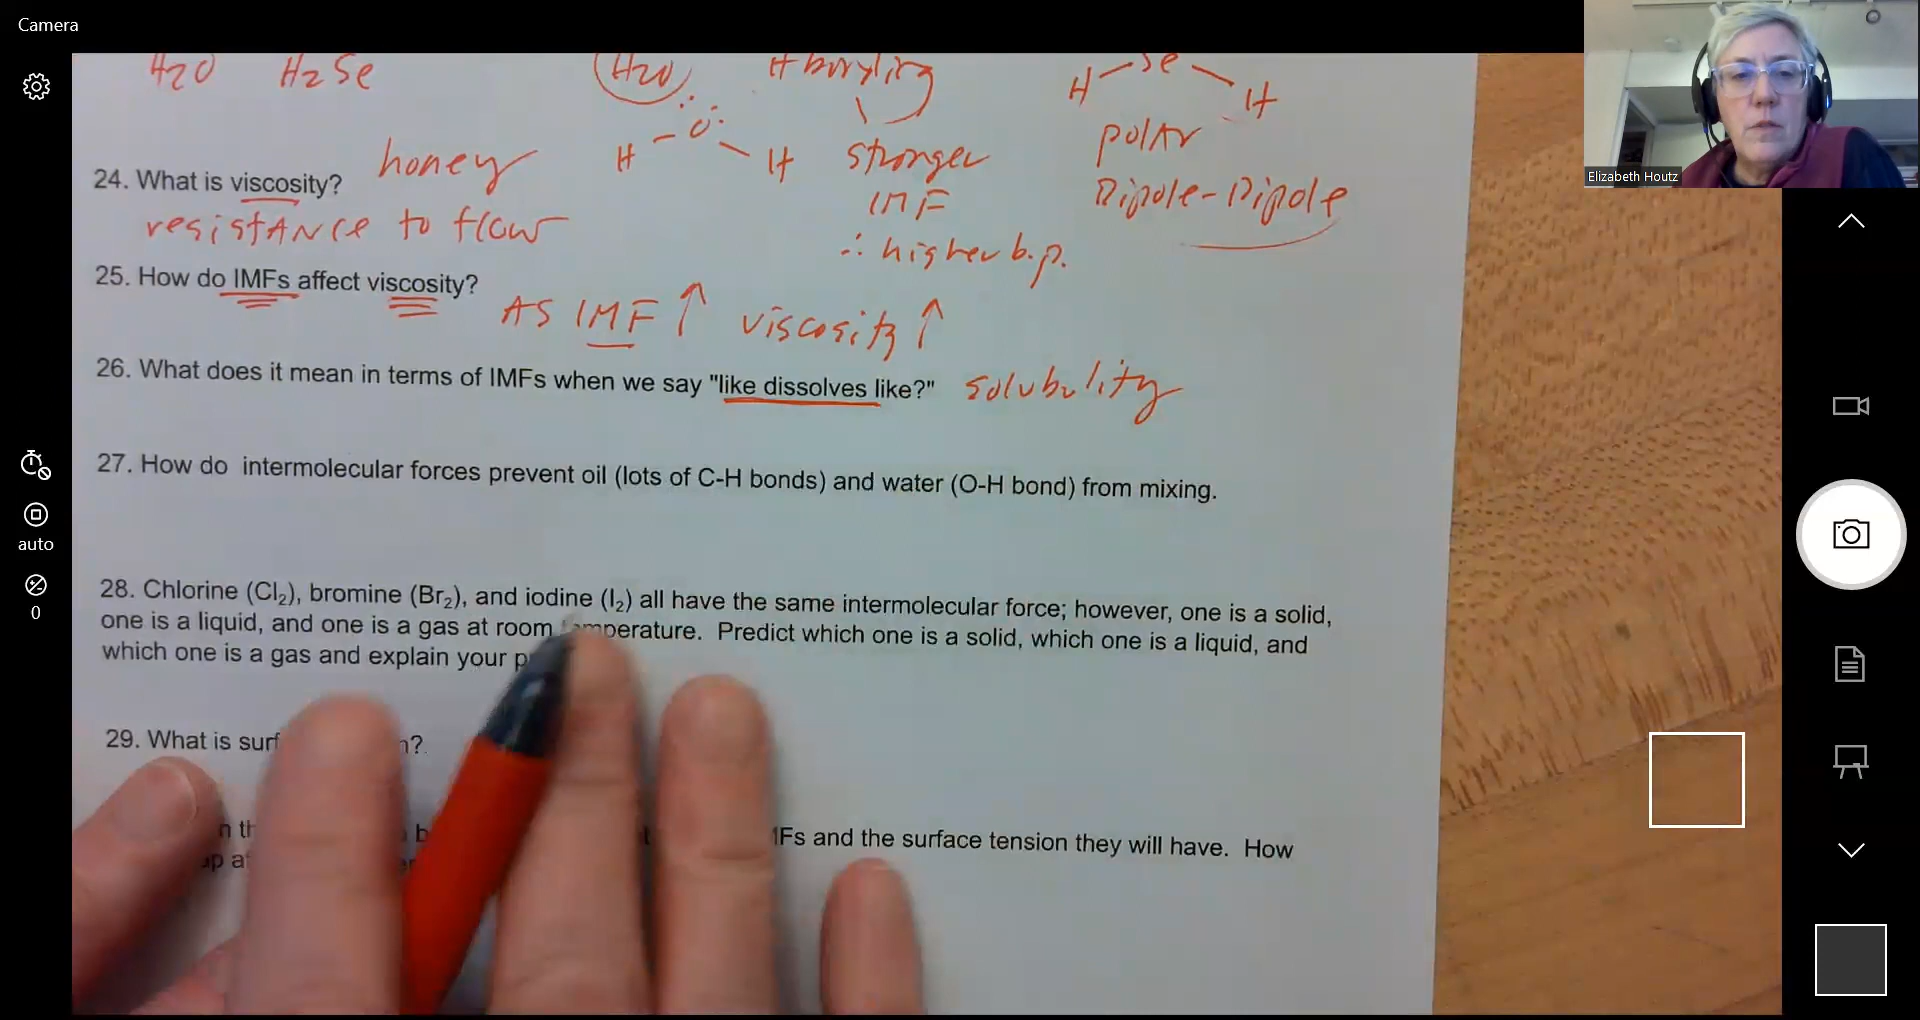 Camera
H2O H2Se H2O H bonding Se
H H
H O H
polar
honey stronger
24. What is viscosity?
IMF Dipole-Dipole
resistance to flow
∴ higher b.p.
25. How do IMFs affect viscosity?
As IMF ↑ viscosity ↑
26. What does it mean in terms of IMFs when we say "like dissolves like?" solubility
27. How do intermolecular forces prevent oil (lots of C-H bonds) and water (O-H bond) from mixing.
28. Chlorine (Cl₂), bromine (Br₂), and iodine (I₂) all have the same intermolecular force; however, one is a solid,
one is a liquid, and one is a gas at room temperature. Predict which one is a solid, which one is a liquid, and
which one is a gas and explain your
29. What is
IMFs and the surface tension they will have. How
auto
0
Elizabeth Houtz